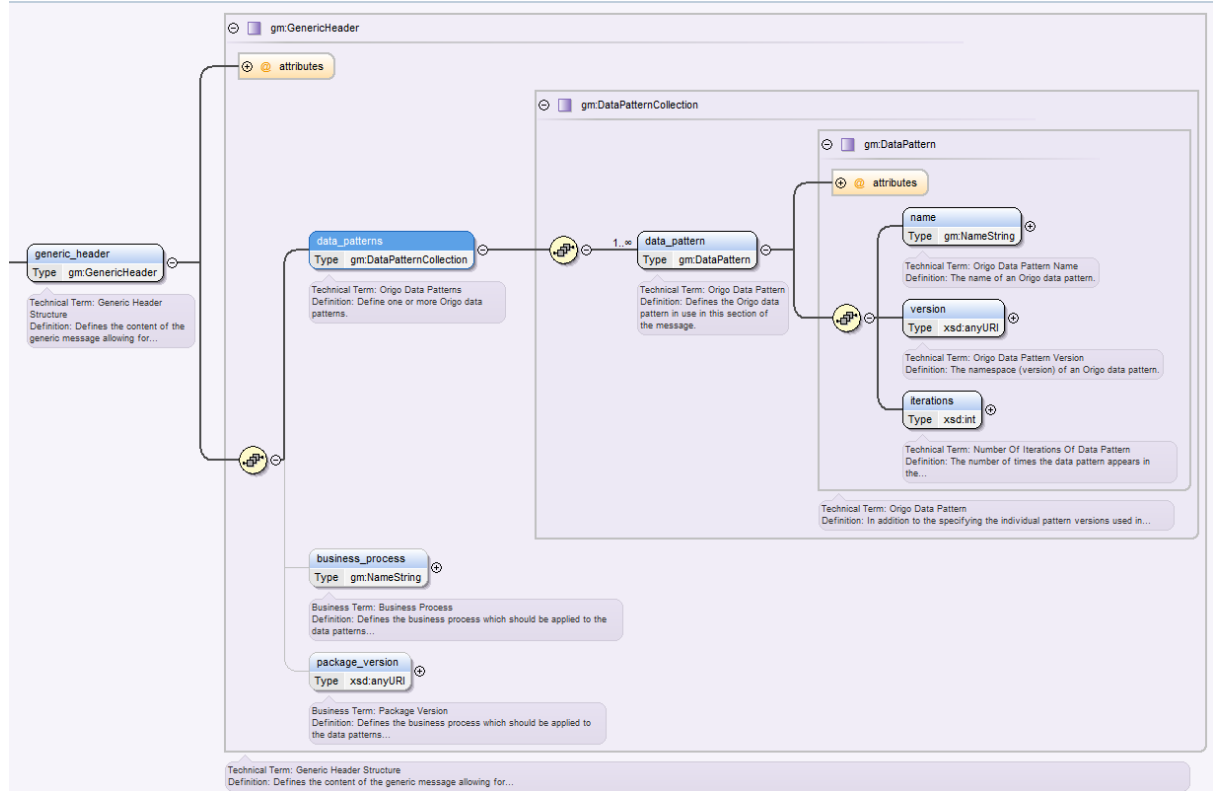 gm:GenericHeader
@ attributes
gm:DataPatternCollection
gm:DataPattern
@ attributes
name
Type gm:NameString
Technical Term: Origo Data Pattern Name
Definition: The name of an Origo data pattern.
generic_header
Type gm:GenericHeader
Technical Term: Generic Header
Structure
Definition: Defines the content of the
generic message allowing for...
data_patterns
Type gm:DataPatternCollection
Technical Term: Origo Data Patterns
Definition: Define one or more Origo data
patterns.
1..∞
data_pattern
Type gm:DataPattern
Technical Term: Origo Data Pattern
Definition: Defines the Origo data
pattern in use in this section of
the message.
version
Type xsd:anyURI
Technical Term: Origo Data Pattern Version
Definition: The namespace (version) of an Origo data pattern.
iterations
Type xsd:int
Technical Term: Number Of Iterations Of Data Pattern
Definition: The number of times the data pattern appears in
the...
Technical Term: Origo Data Pattern
Definition: In addition to the specifying the individual pattern versions used in...
business_process
Type gm:NameString
Business Term: Business Process
Definition: Defines the business process which should be applied to the
data patterns...
package_version
Type xsd:anyURI
Business Term: Package Version
Definition: Defines the business process which should be applied to
the data patterns...
Technical Term: Generic Header Structure
Definition: Defines the content of the generic message allowing for...